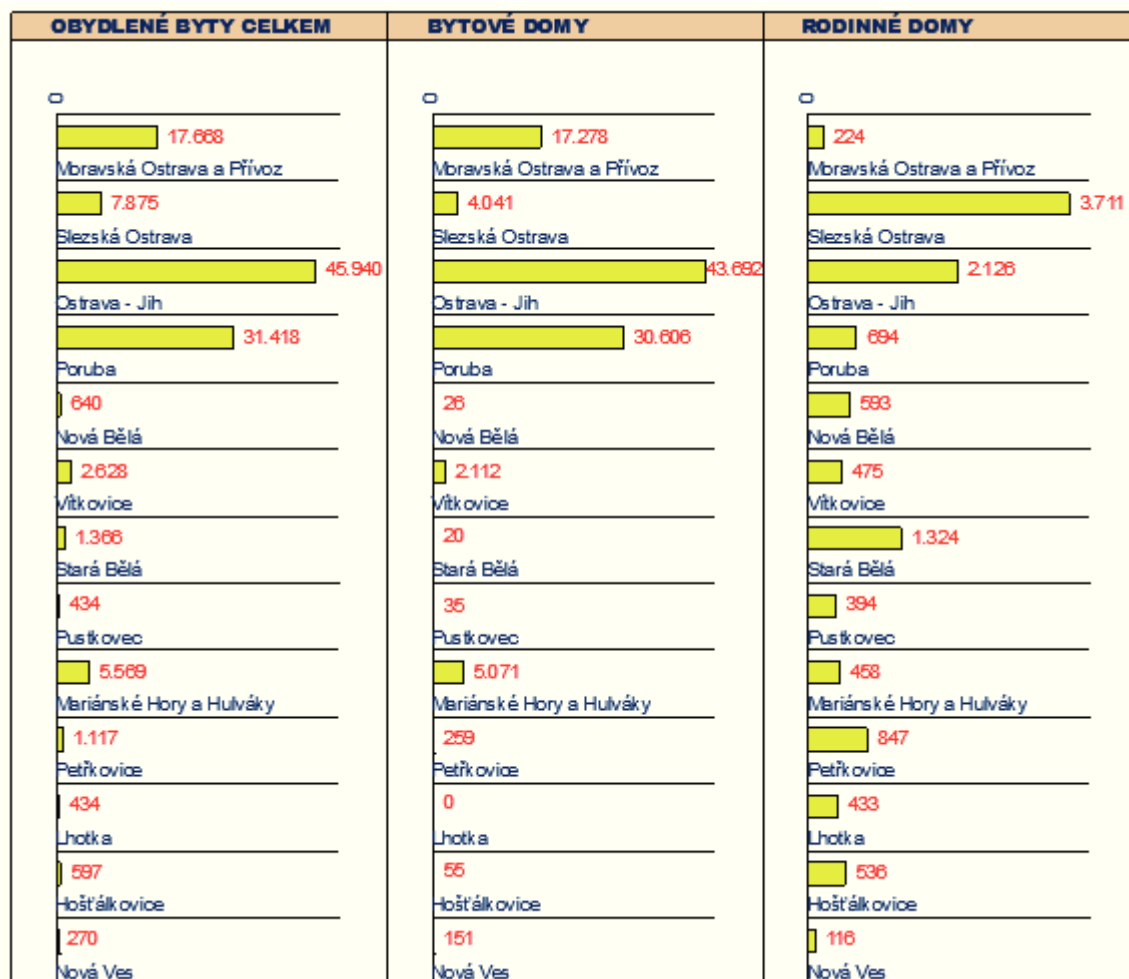 OBYDLENÉ BYTY CELKEM BYTOVÉ DOMY RODINNÉ DOMY
0 0 0
17.668 17.278 224
Moravská Ostrava a Přívoz Moravská Ostrava a Přívoz Moravská Ostrava a Přívoz
7.875 4.041 3.711
Slezská Ostrava Slezská Ostrava Slezská Ostrava
45.940 43.692 2.126
Ostrava - Jih Ostrava - Jih Ostrava - Jih
31.418 30.606 694
Poruba Poruba Poruba
640 26 593
Nová Bělá Nová Bělá Nová Bělá
2.628 2.112 475
Vítkovice Vítkovice Vítkovice
1.366 20 1.324
Stará Bělá Stará Bělá Stará Bělá
434 35 394
Pustkovec Pustkovec Pustkovec
5.569 5.071 458
Mariánské Hory a Hulváky Mariánské Hory a Hulváky Mariánské Hory a Hulváky
1.117 259 847
Petřkovice Petřkovice Petřkovice
434 0 433
Lhotka Lhotka Lhotka
597 55 536
Hošťálkovice Hošťálkovice Hošťálkovice
270 151 116
Nová Ves Nová Ves Nová Ves